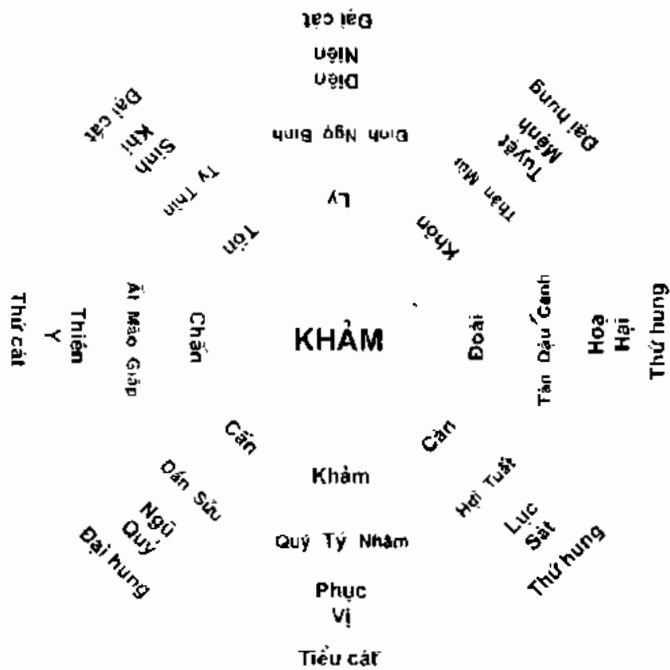 Đại cát
Diên
Niên
Đinh Ngọ Bính
Ly
Đại cát
Sinh
Khí
Tỵ Thìn
Tốn
Đại hung
Tuyệt
Mệnh
Thân Mùi
Khôn
Thứ cát
Thiên
Y
Ất Mão Giáp
Chấn
KHẢM
Đoài
Tân Dậu Canh
Hoạ
Hại
Thứ hung
Cấn
Dần Sửu
Ngũ
Quỷ
Đại hung
Càn
Hợi Tuất
Lục
Sát
Thứ hung
Khảm
Quý Tý Nhâm
Phục
Vị
Tiểu cát